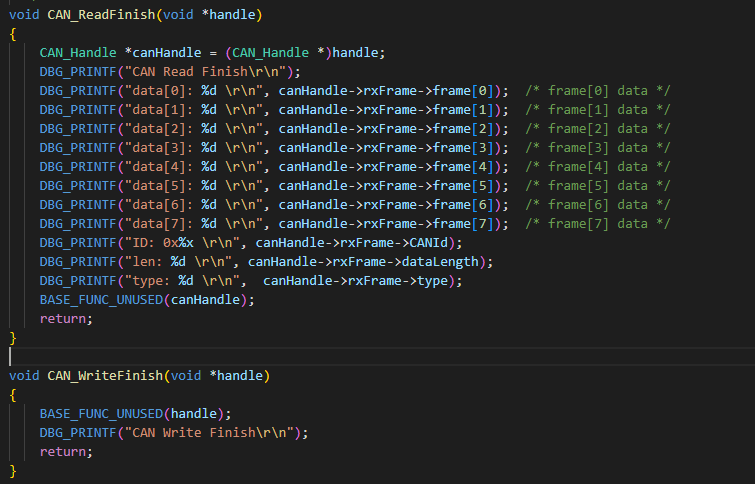 void CAN_ReadFinish(void *handle)
{
    CAN_Handle *canHandle = (CAN_Handle *)handle;
    DBG_PRINTF("CAN Read Finish\r\n");
    DBG_PRINTF("data[0]: %d \r\n", canHandle->rxFrame->frame[0]);  /* frame[0] data */
    DBG_PRINTF("data[1]: %d \r\n", canHandle->rxFrame->frame[1]);  /* frame[1] data */
    DBG_PRINTF("data[2]: %d \r\n", canHandle->rxFrame->frame[2]);  /* frame[2] data */
    DBG_PRINTF("data[3]: %d \r\n", canHandle->rxFrame->frame[3]);  /* frame[3] data */
    DBG_PRINTF("data[4]: %d \r\n", canHandle->rxFrame->frame[4]);  /* frame[4] data */
    DBG_PRINTF("data[5]: %d \r\n", canHandle->rxFrame->frame[5]);  /* frame[5] data */
    DBG_PRINTF("data[6]: %d \r\n", canHandle->rxFrame->frame[6]);  /* frame[6] data */
    DBG_PRINTF("data[7]: %d \r\n", canHandle->rxFrame->frame[7]);  /* frame[7] data */
    DBG_PRINTF("ID: 0x%x \r\n", canHandle->rxFrame->CANId);
    DBG_PRINTF("len: %d \r\n", canHandle->rxFrame->dataLength);
    DBG_PRINTF("type: %d \r\n",  canHandle->rxFrame->type);
    BASE_FUNC_UNUSED(canHandle);
    return;
}
void CAN_WriteFinish(void *handle)
{
    BASE_FUNC_UNUSED(handle);
    DBG_PRINTF("CAN Write Finish\r\n");
    return;
}